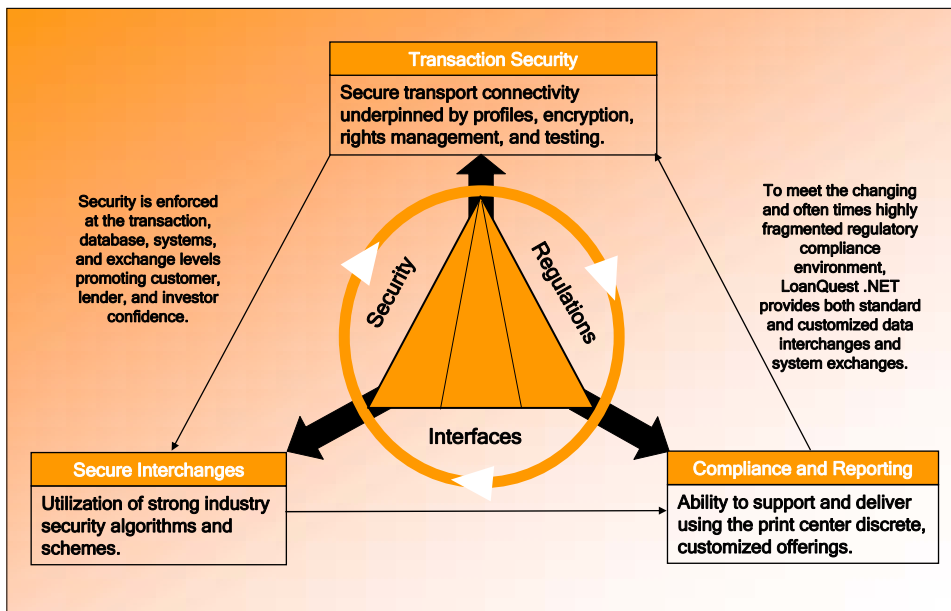 Transaction Security
Secure transport connectivity
underpinned by profiles, encryption,
rights management, and testing.
Security is enforced
at the transaction,
database, systems,
and exchange levels
promoting customer,
lender, and investor
confidence.
To meet the changing
and often times highly
fragmented regulatory
compliance
environment,
LoanQuest .NET
provides both standard
and customized data
interchanges and
system exchanges.
Security
Regulations
Interfaces
Secure Interchanges
Utilization of strong industry
security algorithms and
schemes.
Compliance and Reporting
Ability to support and deliver
using the print center discrete,
customized offerings.